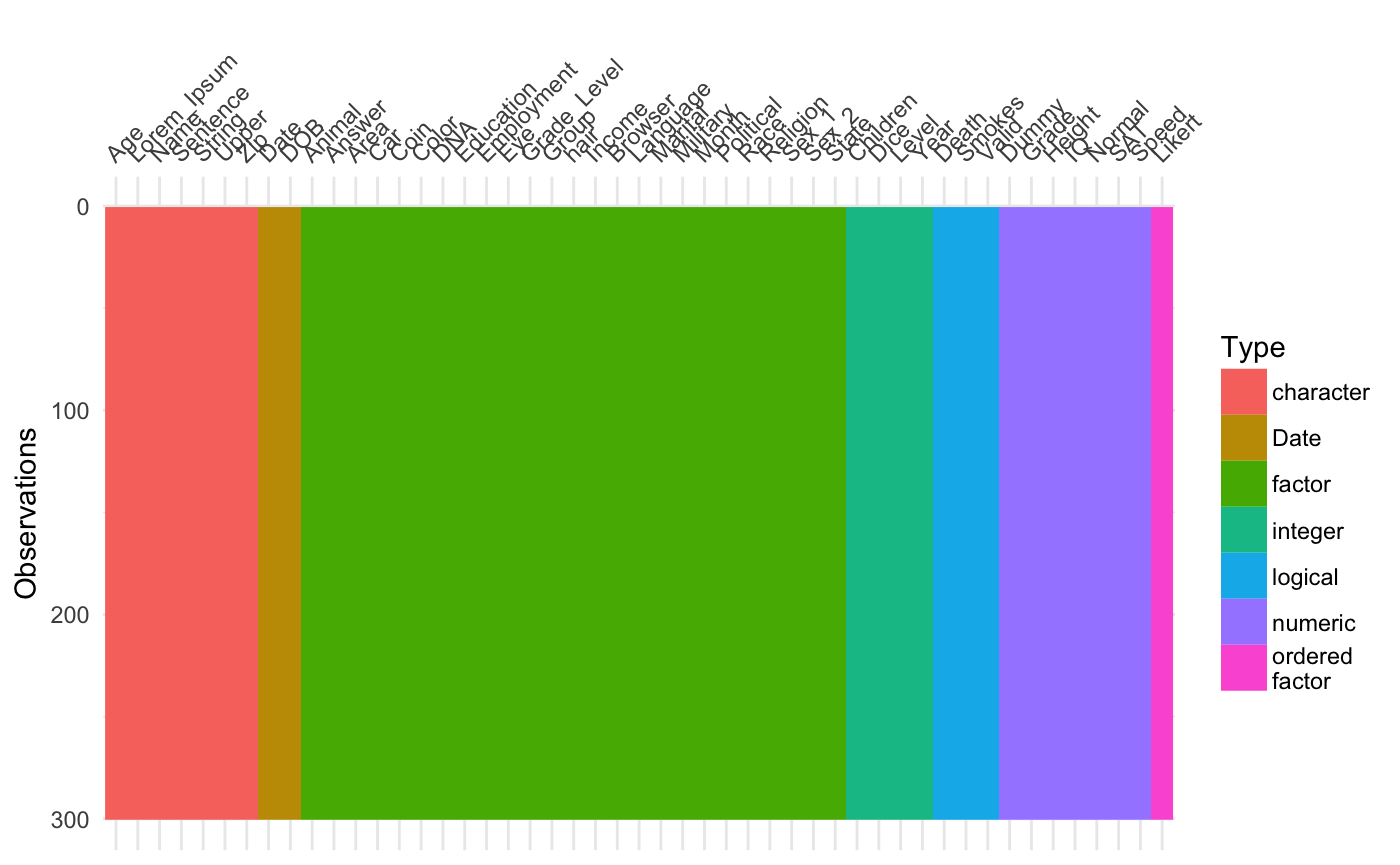 Age
Lorem_Ipsum
Name
Sentence
String
Upper
Zip
Date
DOB
Animal
Answer
Area
Car
Coin
Color
DNA
Education
Employment
Eye
Grade_Level
Group
hair
Income
Browser
Language
Marital
Military
Month
Political
Race
Religion
Sex_1
Sex_2
State
Children
Dice
Level
Year
Death
Smokes
Valid
Dummy
Grade
Height
IQ
Normal
SAT
Speed
Likert
0
100
200
300
Observations
Type
character
Date
factor
integer
logical
numeric
ordered
factor